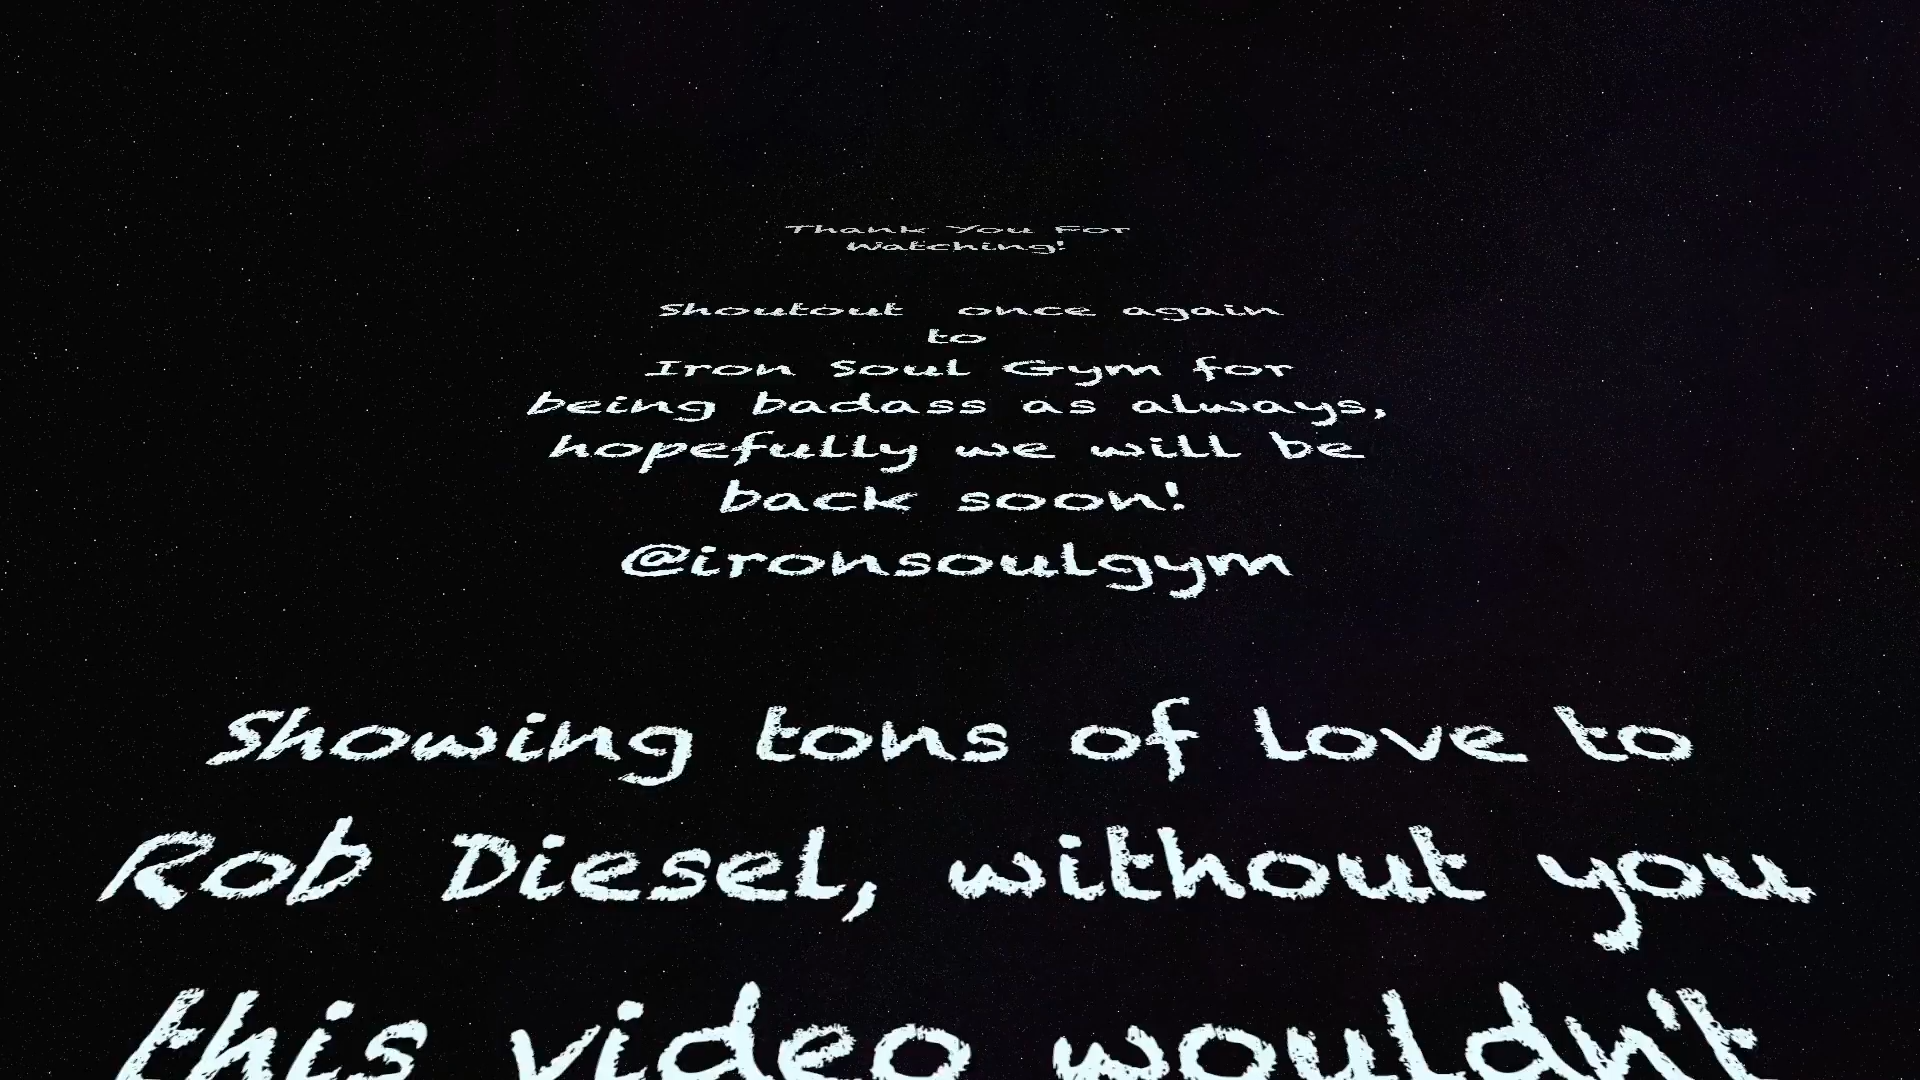 Thank You For
Watching!
Shoutout once again
to
Iron Soul Gym for
being badass as always,
hopefully we will be
back soon!
@ironsoulgym
Showing tons of love to
Rob Diesel, without you
this video wouldn't